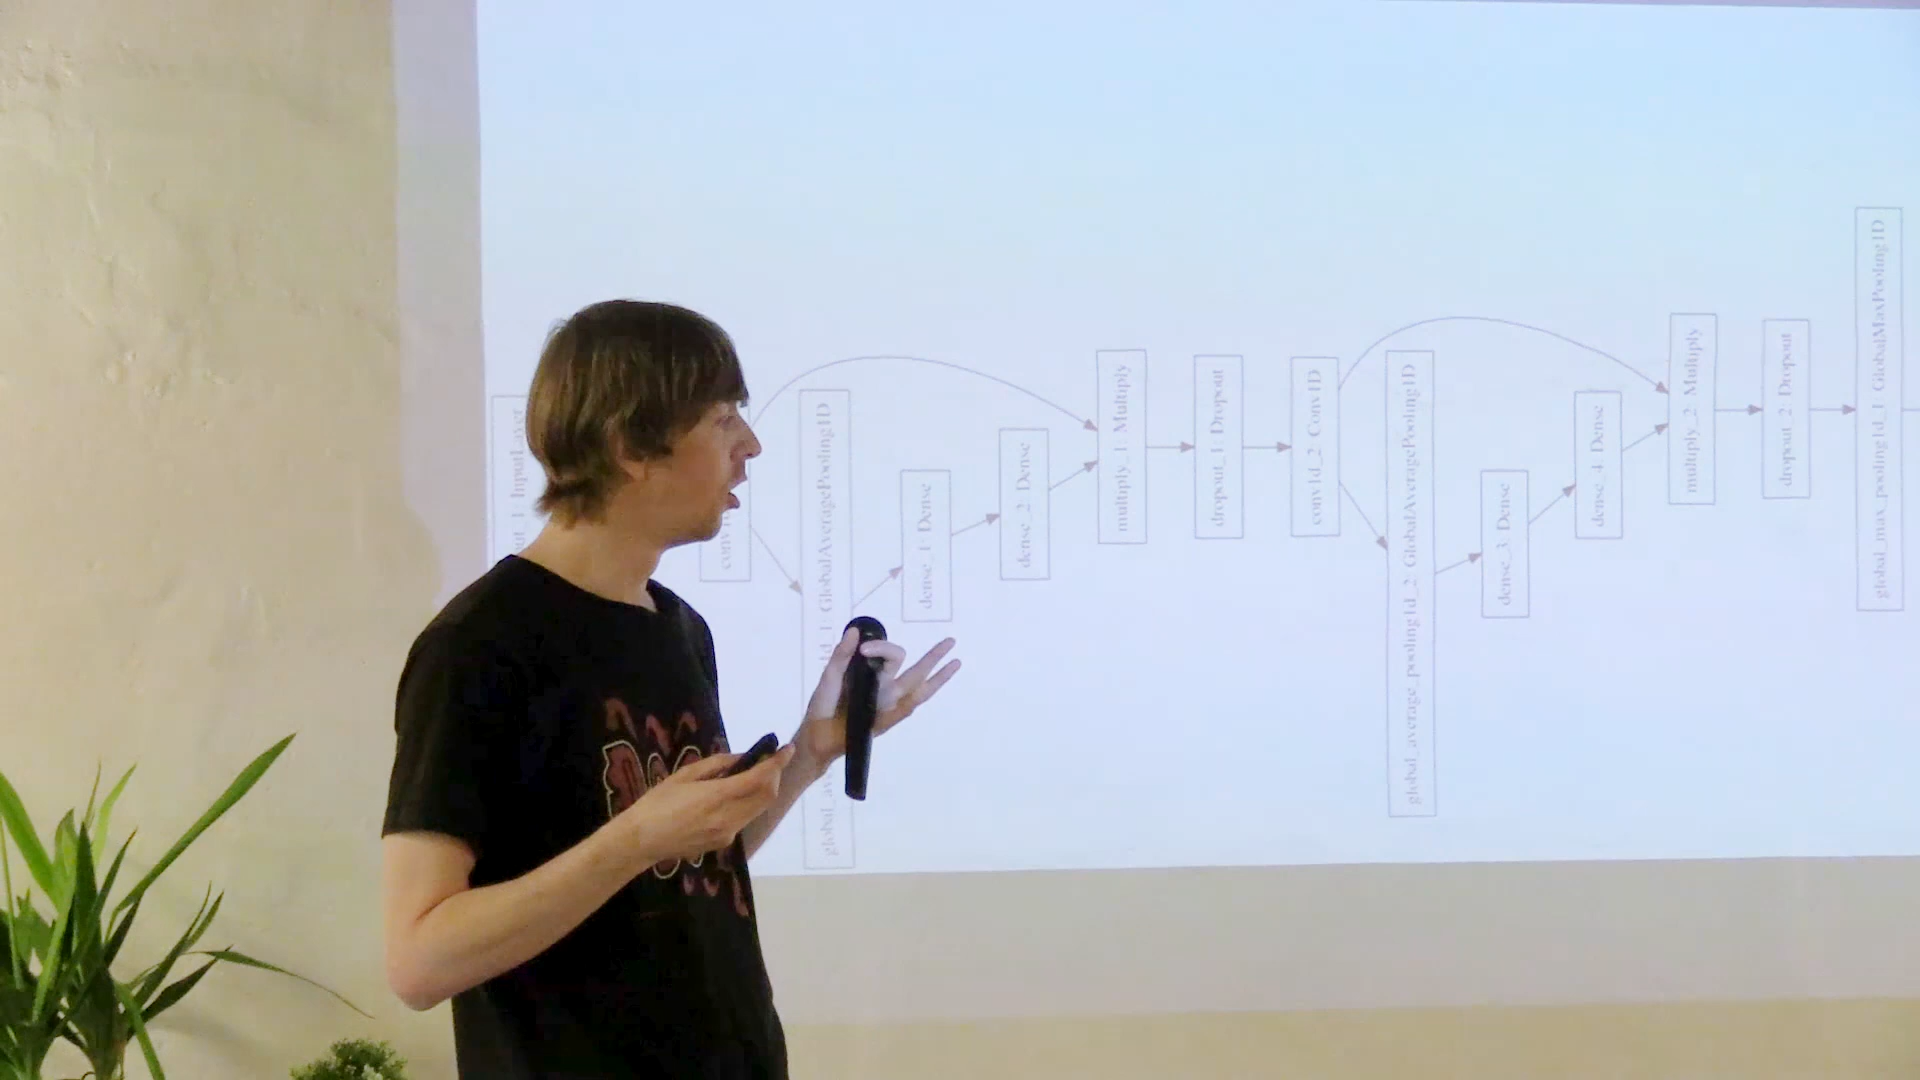 put_1: InputLayer
conv1d
global_average_pooling1d_1: GlobalAveragePooling1D
dense_1: Dense
dense_2: Dense
multiply_1: Multiply
dropout_1: Dropout
conv1d_2: Conv1D
global_average_pooling1d_2: GlobalAveragePooling1D
dense_3: Dense
dense_4: Dense
multiply_2: Multiply
dropout_2: Dropout
global_max_pooling1d_1: GlobalMaxPooling1D